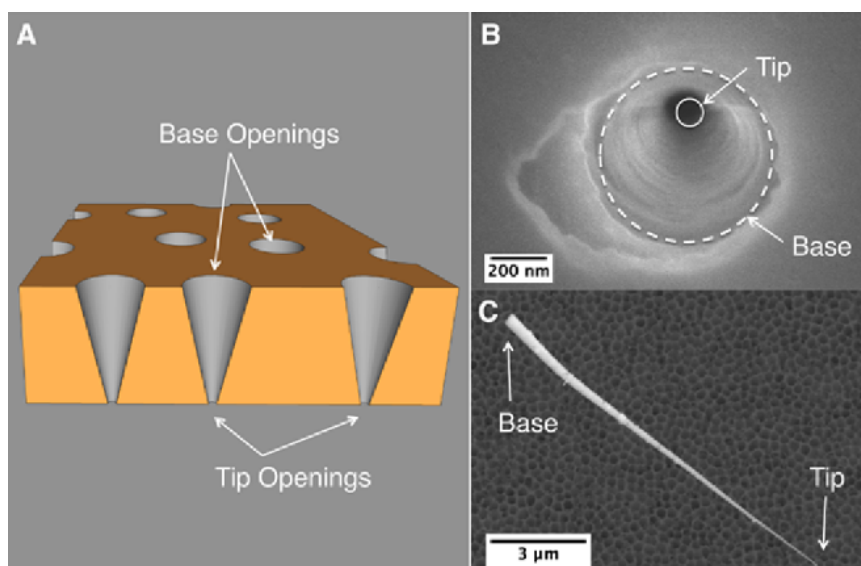 A
Base Openings
Tip Openings
B
Tip
Base
200 nm
C
Base
Tip
3 μm